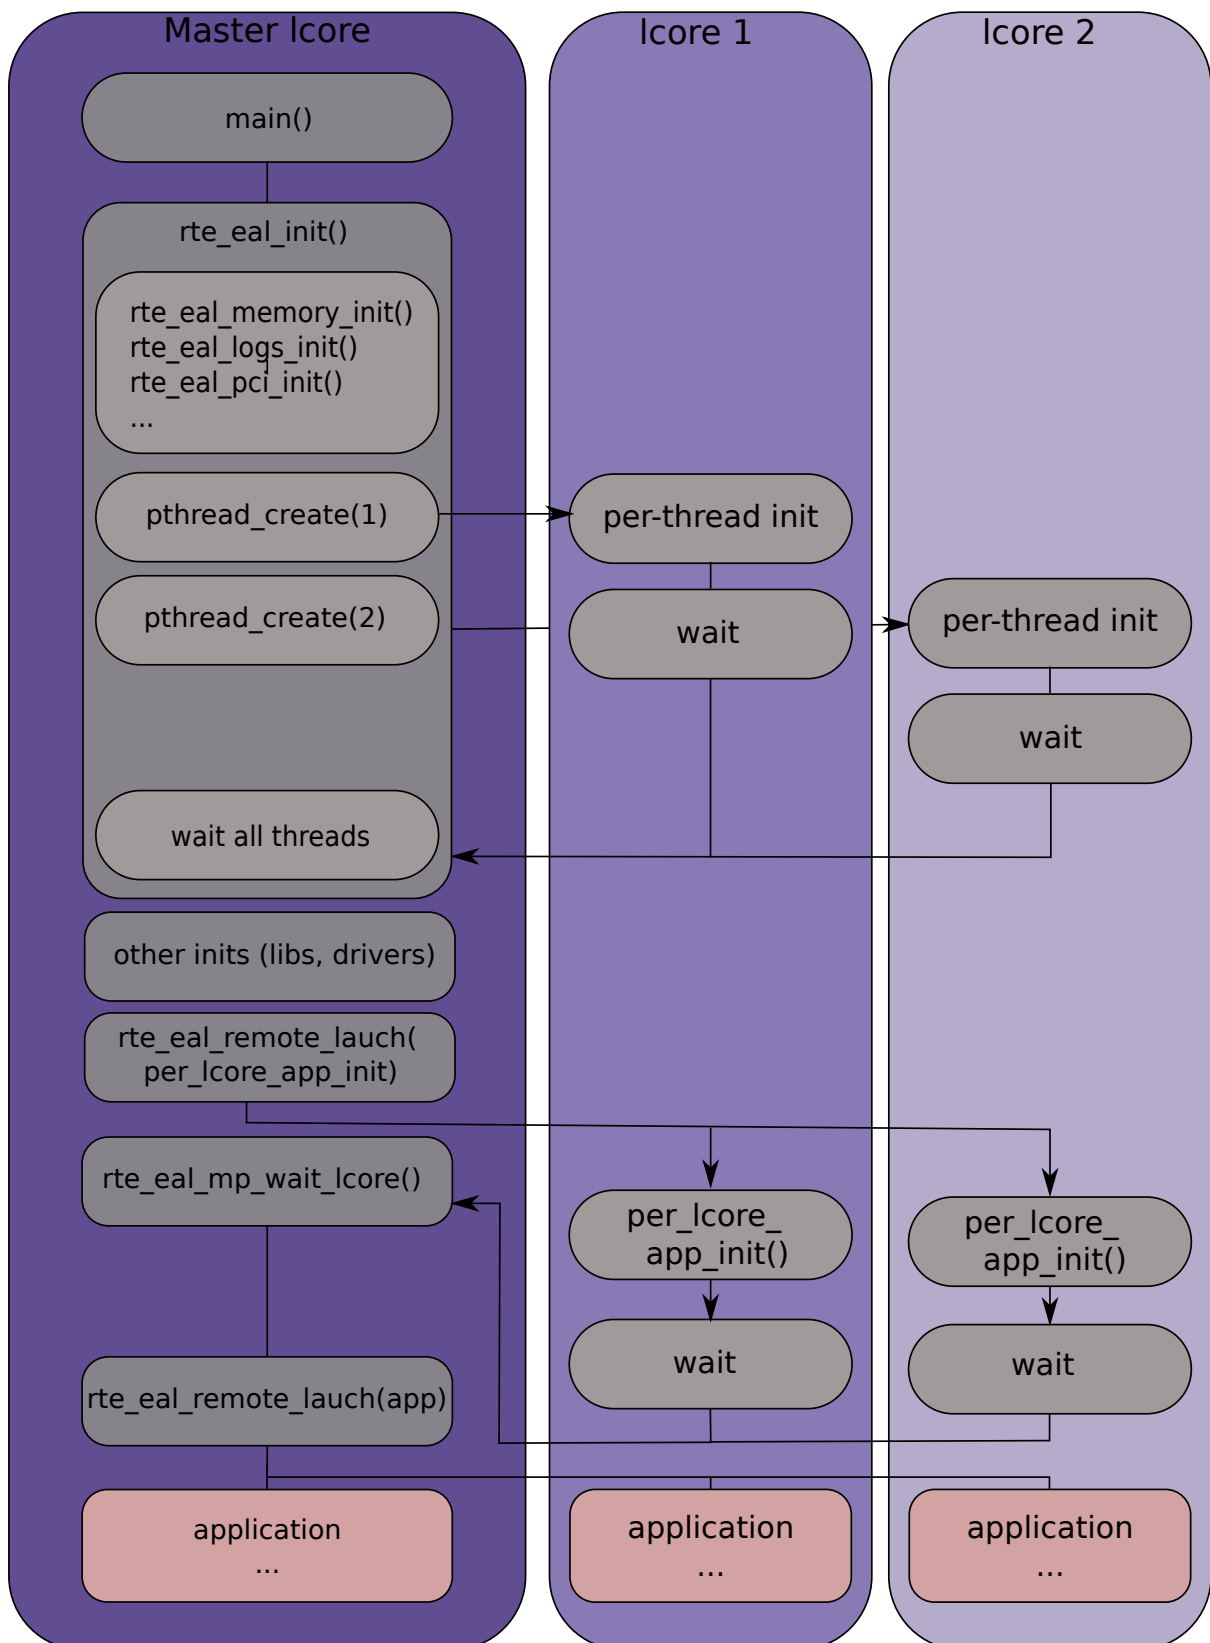 Master lcore
lcore 1
lcore 2
main()
rte_eal_init()
rte_eal_memory_init()
rte_eal_logs_init()
rte_eal_pci_init()
...
pthread_create(1)
per-thread init
pthread_create(2)
wait
per-thread init
wait
wait all threads
other inits (libs, drivers)
rte_eal_remote_lauch(
per_lcore_app_init)
rte_eal_mp_wait_lcore()
per_lcore_
app_init()
per_lcore_
app_init()
wait
wait
rte_eal_remote_lauch(app)
application
...
application
...
application
...